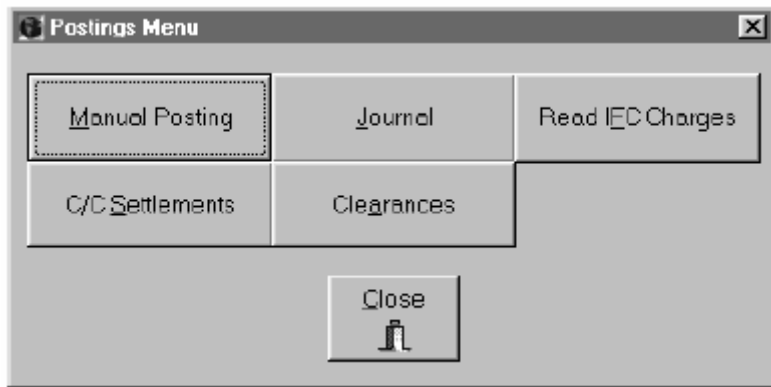 Postings Menu
Manual Posting
Journal
Read IFC Charges
C/C Settlements
Clearances
Close